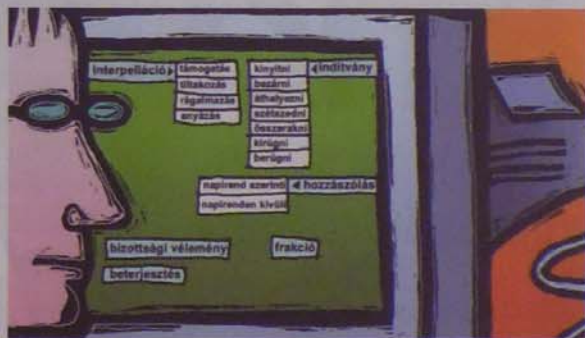 interpelláció
támogatás
tiltakozás
rágalmazás
anyázás
kinyitni
bezárni
áthelyezni
szétszedni
összerakni
kirúgni
berúgni
indítvány
napirend szerinti
napirenden kívüli
hozzászólás
bizottsági vélemény
frakció
beterjesztés